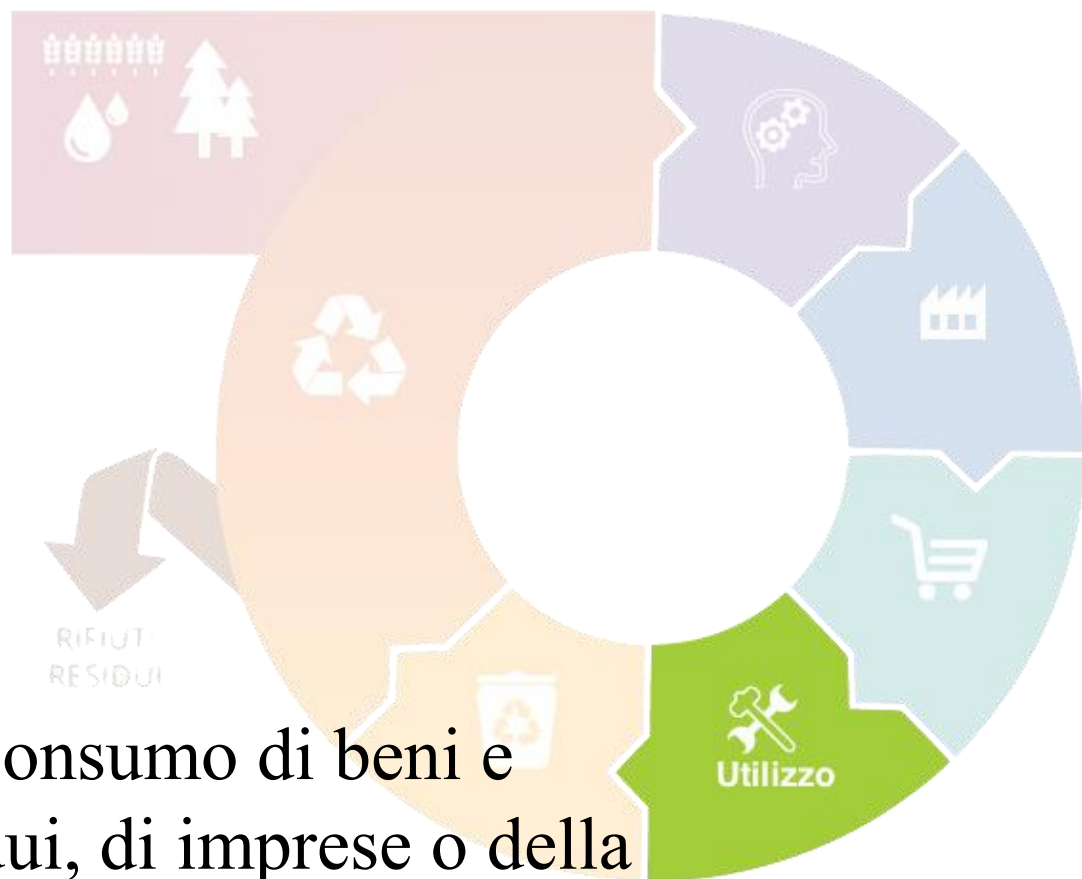 RIFIUTI
RESIDUI
Utilizzo
onsumo di beni e
ui, di imprese o della